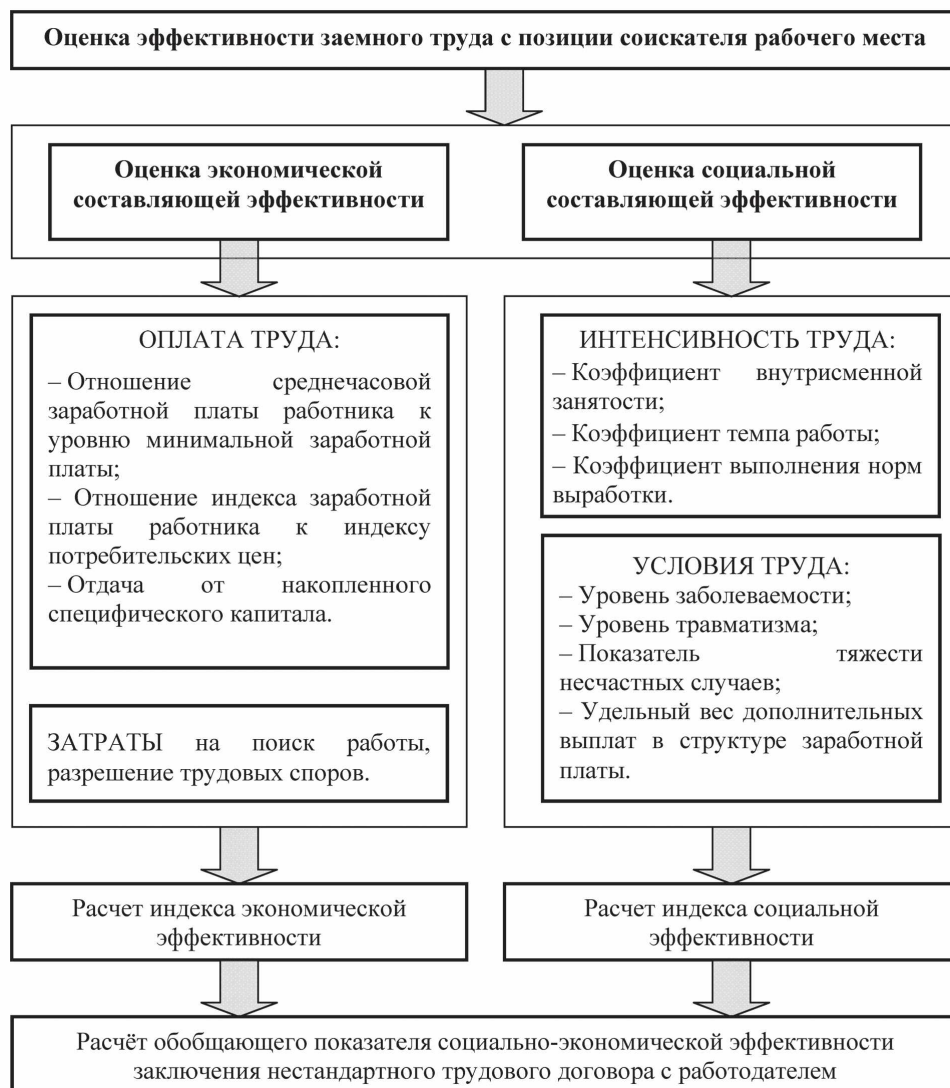 Оценка эффективности заемного труда с позиции соискателя рабочего места
Оценка экономической
составляющей эффективности
Оценка социальной
составляющей эффективности
ОПЛАТА ТРУДА:
– Отношение среднечасовой
заработной платы работника к
уровню минимальной заработной
платы;
– Отношение индекса заработной
платы работника к индексу
потребительских цен;
– Отдача от накопленного
специфического капитала.
ЗАТРАТЫ на поиск работы,
разрешение трудовых споров.
ИНТЕНСИВНОСТЬ ТРУДА:
– Коэффициент внутрисменной
занятости;
– Коэффициент темпа работы;
– Коэффициент выполнения норм
выработки.
УСЛОВИЯ ТРУДА:
– Уровень заболеваемости;
– Уровень травматизма;
– Показатель тяжести
несчастных случаев;
– Удельный вес дополнительных
выплат в структуре заработной
платы.
Расчет индекса экономической
эффективности
Расчет индекса социальной
эффективности
Расчёт обобщающего показателя социально-экономической эффективности
заключения нестандартного трудового договора с работодателем